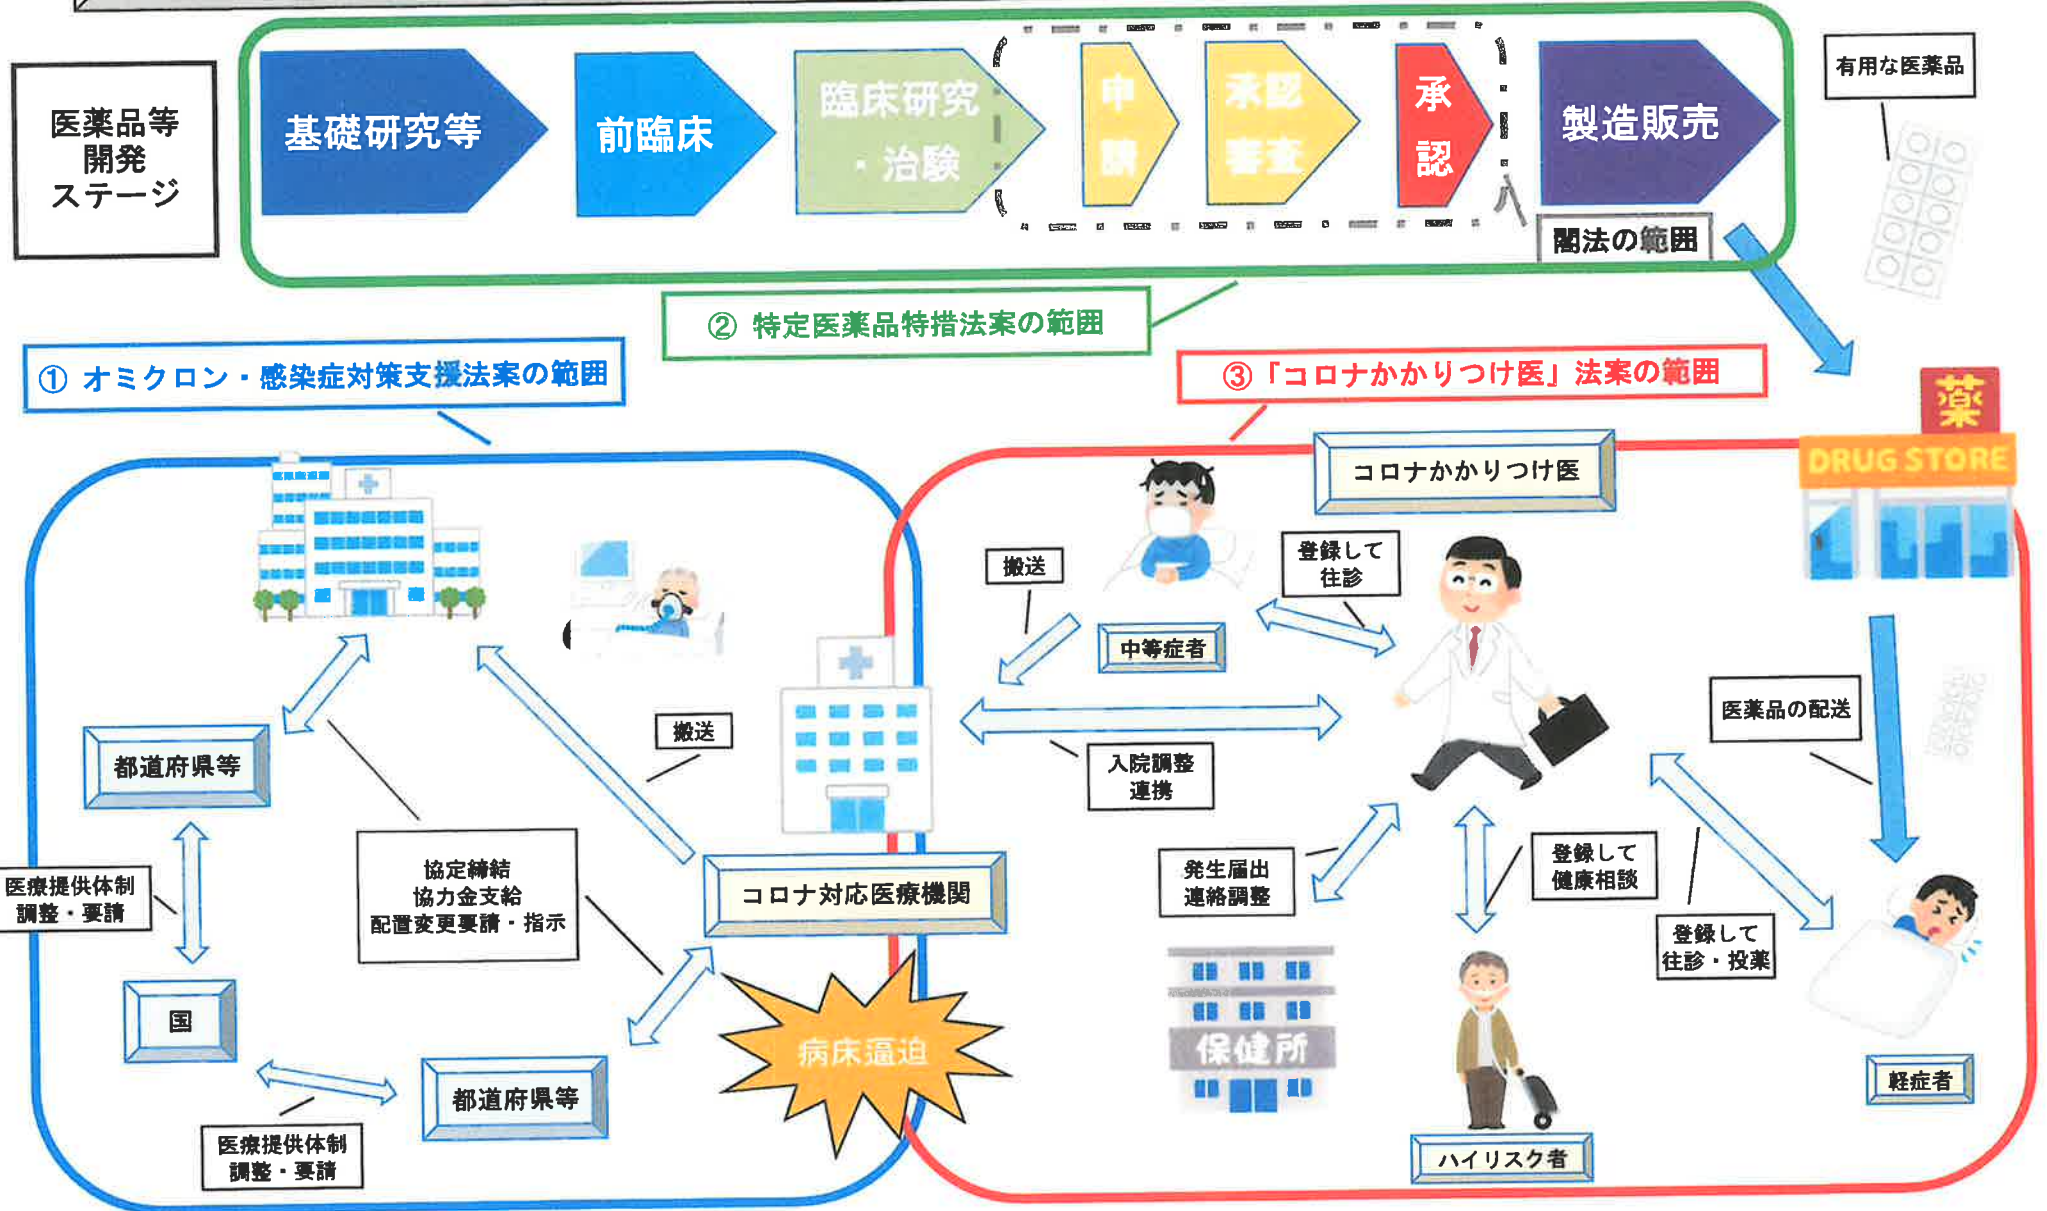 医薬品等
開発
ステージ
基礎研究等
前臨床
臨床研究
・治験
申
請
承認
審査
承
認
製造販売
閣法の範囲
有用な医薬品
② 特定医薬品特措法案の範囲
① オミクロン・感染症対策支援法案の範囲
③「コロナかかりつけ医」法案の範囲
薬
DRUG STORE
コロナかかりつけ医
搬送
登録して
往診
中等症者
都道府県等
搬送
入院調整
連携
医薬品の配送
医療提供体制
調整・要請
協定締結
協力金支給
配置変更要請・指示
コロナ対応医療機関
発生届出
連絡調整
登録して
健康相談
登録して
往診・投薬
国
病床逼迫
保健所
都道府県等
軽症者
医療提供体制
調整・要請
ハイリスク者